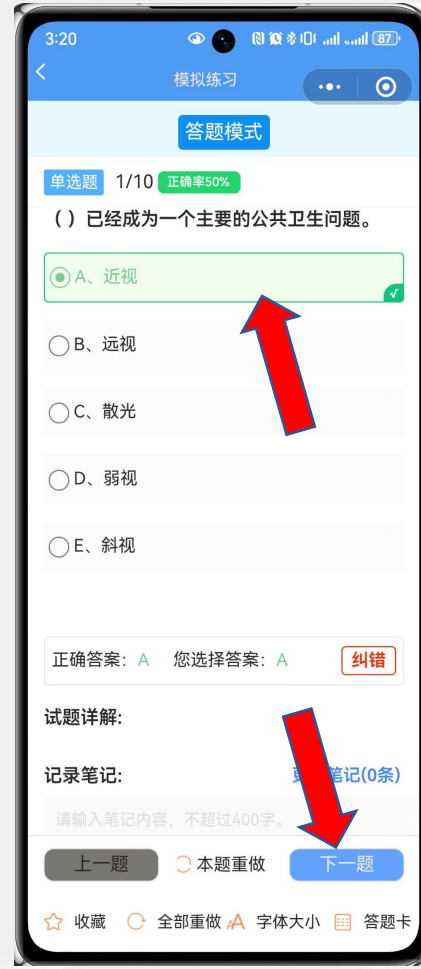 3:20
87
模拟练习
答题模式
单选题 1/10 正确率50%
（ ）已经成为一个主要的公共卫生问题。
A、近视
B、远视
C、散光
D、弱视
E、斜视
正确答案: A 您选择答案: A 纠错
试题详解:
记录笔记: 笔记(0条)
请输入笔记内容，不超过400字。
上一题 本题重做 下一题
收藏 全部重做 AA 字体大小 答题卡